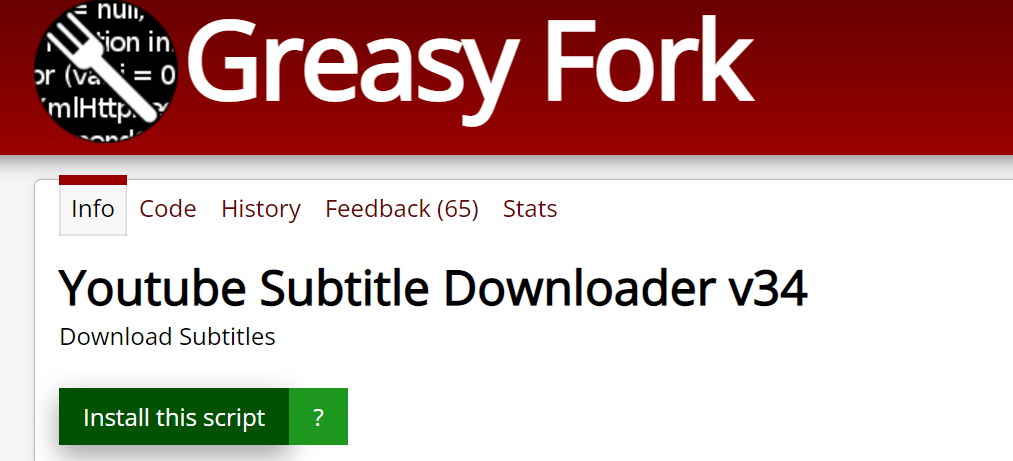 = null,
tion in
or (va i = 0
mlHttp
Greasy Fork
Info Code History Feedback (65) Stats
Youtube Subtitle Downloader v34
Download Subtitles
Install this script ?